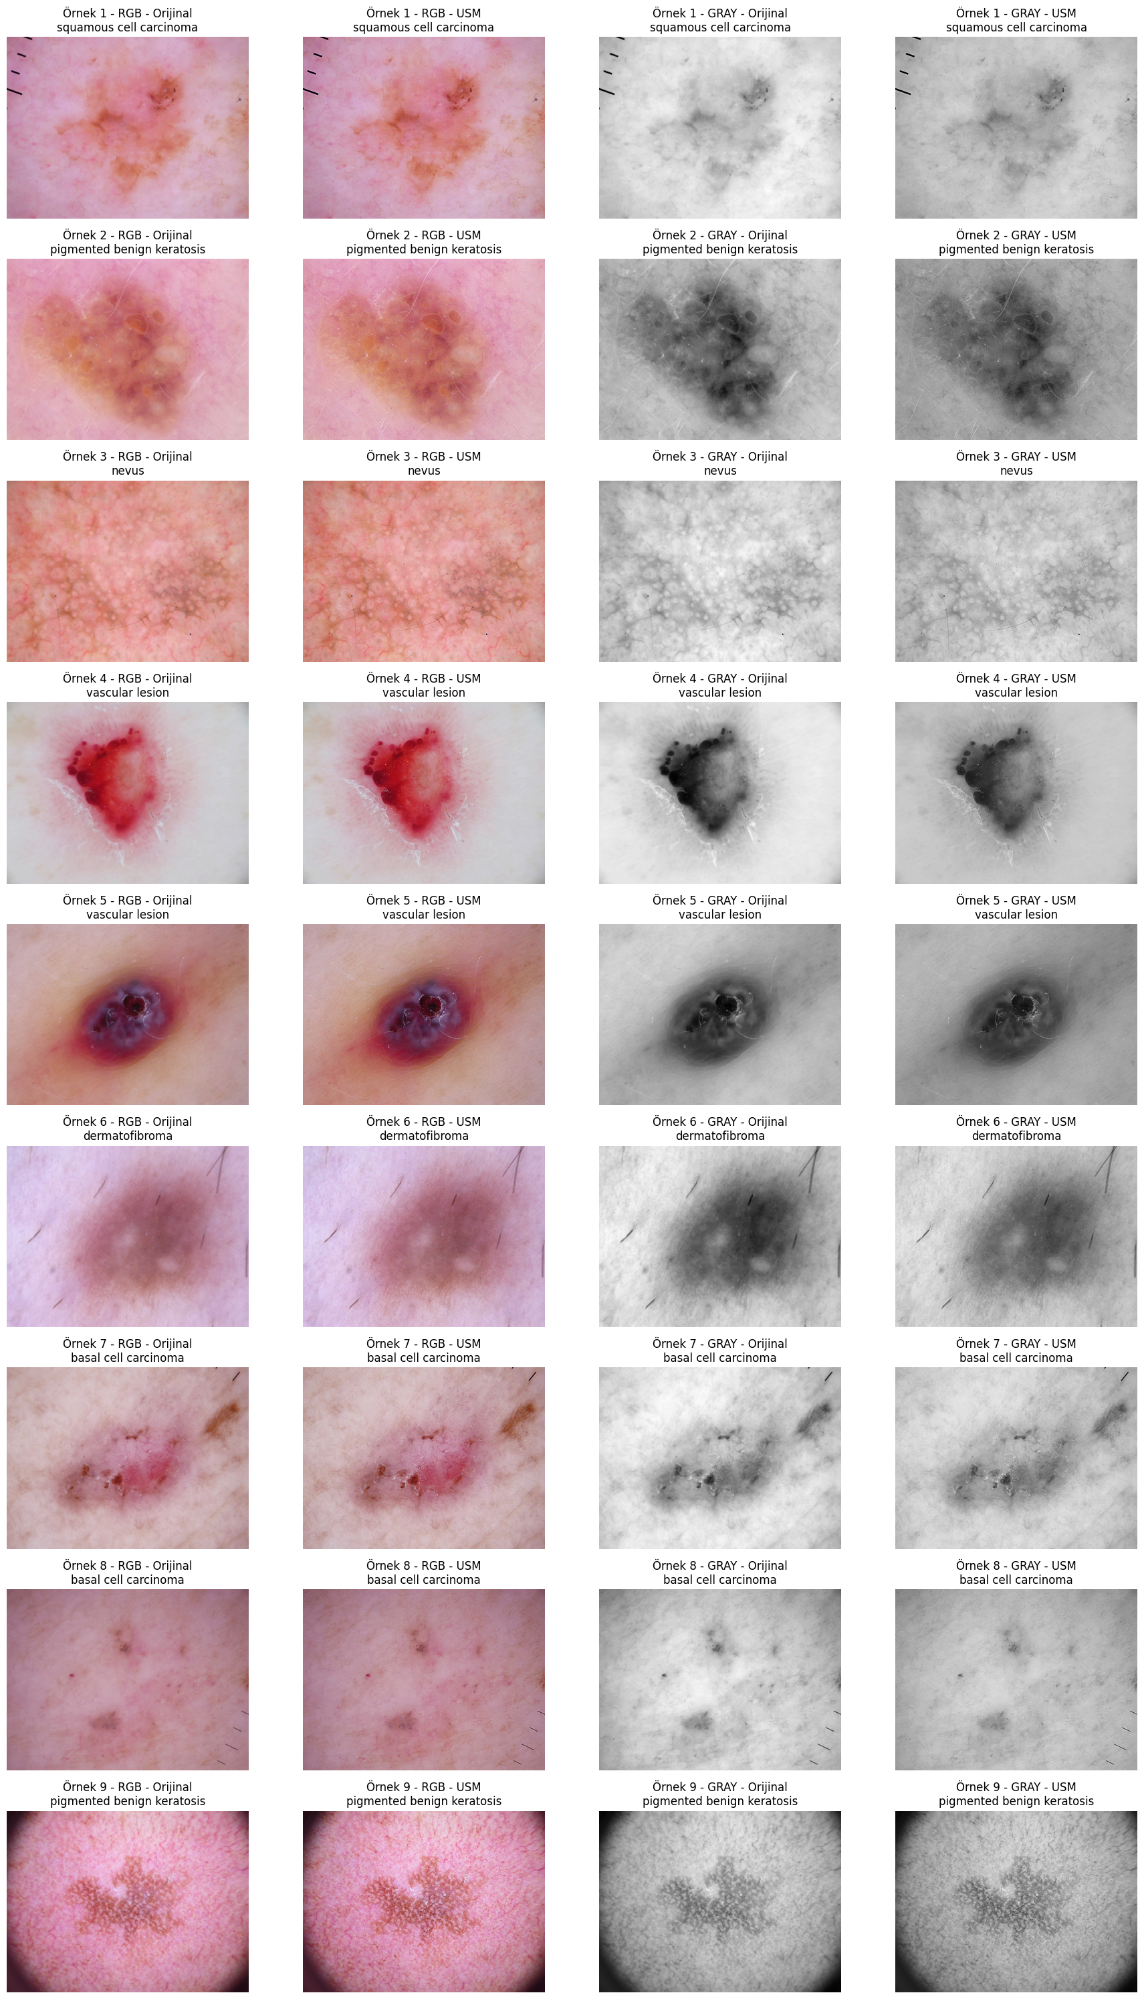 Örnek 1 - RGB - Orijinal
squamous cell carcinoma
Örnek 1 - RGB - USM
squamous cell carcinoma
Örnek 1 - GRAY - Orijinal
squamous cell carcinoma
Örnek 1 - GRAY - USM
squamous cell carcinoma
Örnek 2 - RGB - Orijinal
pigmented benign keratosis
Örnek 2 - RGB - USM
pigmented benign keratosis
Örnek 2 - GRAY - Orijinal
pigmented benign keratosis
Örnek 2 - GRAY - USM
pigmented benign keratosis
Örnek 3 - RGB - Orijinal
nevus
Örnek 3 - RGB - USM
nevus
Örnek 3 - GRAY - Orijinal
nevus
Örnek 3 - GRAY - USM
nevus
Örnek 4 - RGB - Orijinal
vascular lesion
Örnek 4 - RGB - USM
vascular lesion
Örnek 4 - GRAY - Orijinal
vascular lesion
Örnek 4 - GRAY - USM
vascular lesion
Örnek 5 - RGB - Orijinal
vascular lesion
Örnek 5 - RGB - USM
vascular lesion
Örnek 5 - GRAY - Orijinal
vascular lesion
Örnek 5 - GRAY - USM
vascular lesion
Örnek 6 - RGB - Orijinal
dermatofibroma
Örnek 6 - RGB - USM
dermatofibroma
Örnek 6 - GRAY - Orijinal
dermatofibroma
Örnek 6 - GRAY - USM
dermatofibroma
Örnek 7 - RGB - Orijinal
basal cell carcinoma
Örnek 7 - RGB - USM
basal cell carcinoma
Örnek 7 - GRAY - Orijinal
basal cell carcinoma
Örnek 7 - GRAY - USM
basal cell carcinoma
Örnek 8 - RGB - Orijinal
basal cell carcinoma
Örnek 8 - RGB - USM
basal cell carcinoma
Örnek 8 - GRAY - Orijinal
basal cell carcinoma
Örnek 8 - GRAY - USM
basal cell carcinoma
Örnek 9 - RGB - Orijinal
pigmented benign keratosis
Örnek 9 - RGB - USM
pigmented benign keratosis
Örnek 9 - GRAY - Orijinal
pigmented benign keratosis
Örnek 9 - GRAY - USM
pigmented benign keratosis